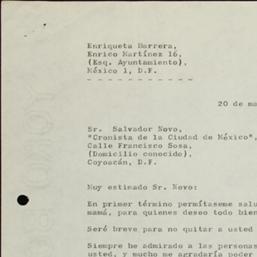 Enriqueta Barrera,
Enrico Martínez 16,
(Esq. Ayuntamiento),
México 1, D.F.
- - - - - - - - - - -
20 de
Sr. Salvador Novo,
"Cronista de la Ciudad de México",
Calle Francisco Sosa,
(Domicilio conocido),
Coyoacán, D.F.
Muy estimado Sr. Novo:
En primer término permítaseme
mamá, para quienes deseo todo bien
Seré breve para no quitar a usted
Siempre he admirado a las personas
usted, y mucho me agradaría poder